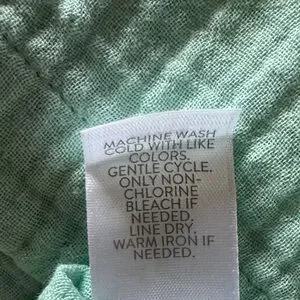 MACHINE WASH
COLD WITH LIKE
COLORS.
GENTLE CYCLE.
ONLY NON-
CHLORINE
BLEACH IF
NEEDED.
LINE DRY.
WARM IRON IF
NEEDED.